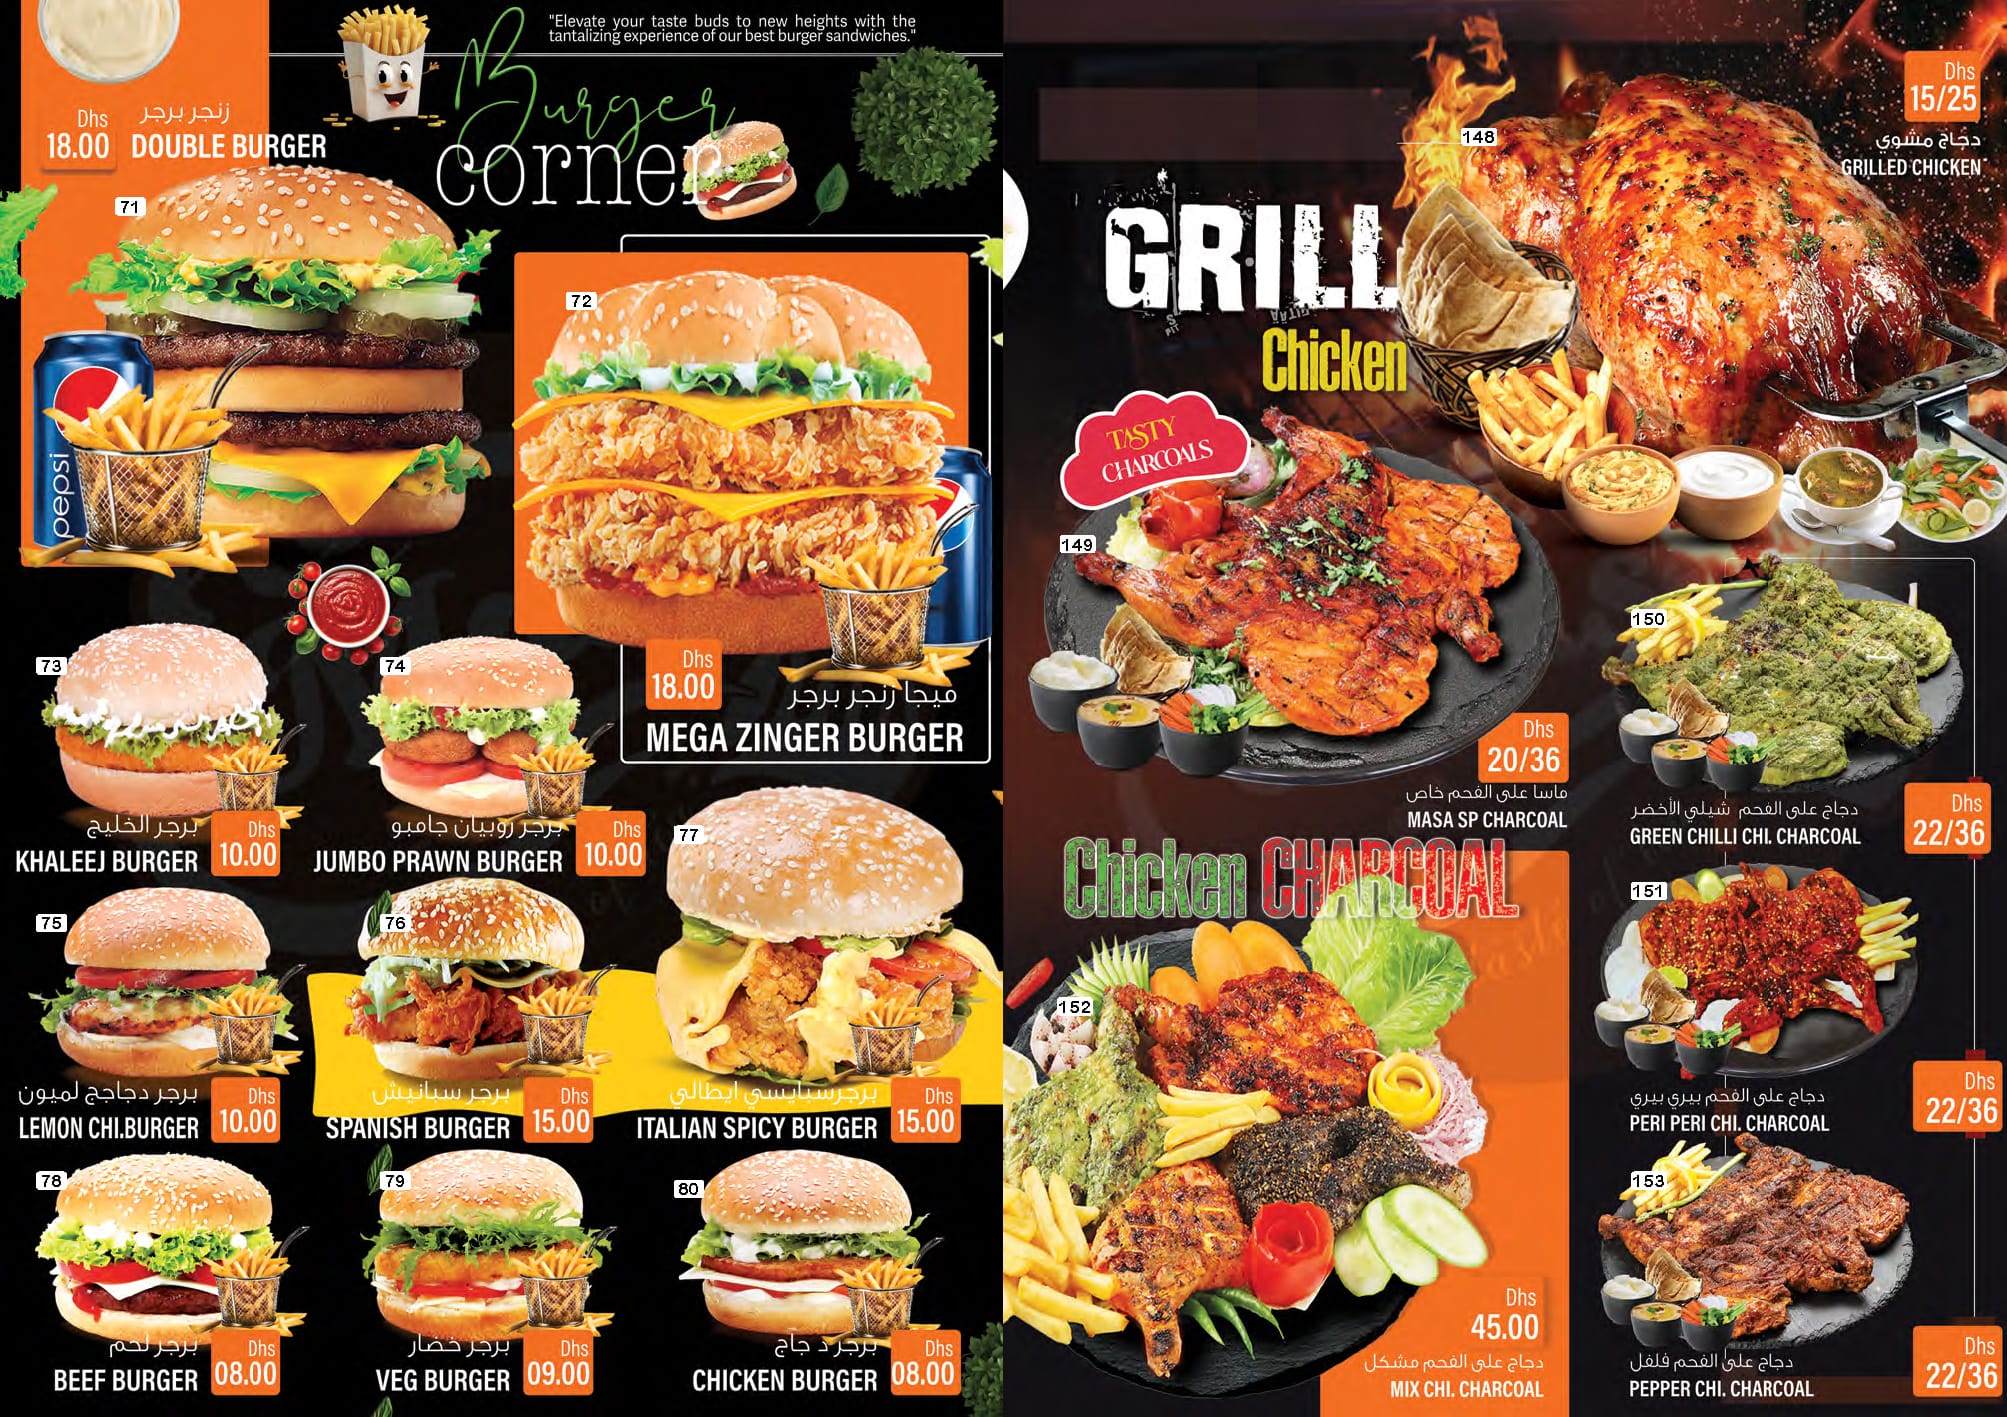 "Elevate your taste buds to new heights with the
tantalizing experience of our best burger sandwiches."
Burger
corner
Dhs
18.00
زنجر برجر
DOUBLE BURGER
71
pepsi
72
Dhs
18.00
ميجا زنجر برجر
MEGA ZINGER BURGER
73
برجر الخليج
KHALEEJ BURGER
Dhs
10.00
74
برجر روبيان جامبو
JUMBO PRAWN BURGER
Dhs
10.00
75
برجر دجاجج لميون
LEMON CHI.BURGER
Dhs
10.00
76
برجر سبانيش
SPANISH BURGER
Dhs
15.00
77
برجرسبايسي ايطالي
ITALIAN SPICY BURGER
Dhs
15.00
78
برجر لحم
BEEF BURGER
Dhs
08.00
79
برجر خضار
VEG BURGER
Dhs
09.00
80
برجر د جاج
CHICKEN BURGER
Dhs
08.00
GRILL
Chicken
148
Dhs
15/25
دجاج مشوي
GRILLED CHICKEN
TASTY
CHARCOALS
149
Dhs
20/36
ماسا على الفحم خاص
MASA SP CHARCOAL
150
دجاج على الفحم شيلي الأخضر
GREEN CHILLI CHI. CHARCOAL
Dhs
22/36
Chicken CHARCOAL
151
دجاج على الفحم بيري بيري
PERI PERI CHI. CHARCOAL
Dhs
22/36
152
Dhs
45.00
دجاج على الفحم مشكل
MIX CHI. CHARCOAL
153
دجاج على الفحم فلفل
PEPPER CHI. CHARCOAL
Dhs
22/36